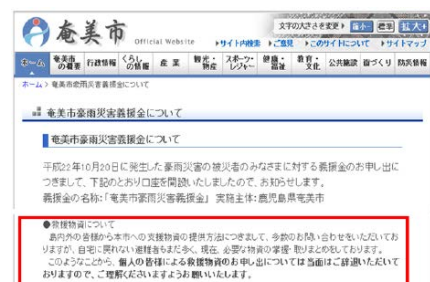 奄美市 Official Website
文字の大きさを変更 縮小 標準 拡大
サイト内検索 ご意見 このサイトについて サイトマップ
ホーム 奄美市の概要 行政情報 くらしの情報 産業 観光・物産 スポーツ・レジャー 健康・福祉 教育・文化 公共施設 街づくり 防災情報
ホーム > 奄美市豪雨災害義援金について
奄美市豪雨災害義援金について
奄美市豪雨災害義援金について
平成22年10月20日に発生した豪雨災害の被災者のみなさまに対する義援金のお申し出に
つきまして、下記のとおり口座を開設いたしましたので、お知らせします。
義援金の名称:「奄美市豪雨災害義援金」 実施主体:鹿児島県奄美市
●救援物資について
島内外の皆様から本市への支援物資の提供方法につきまして、多数のお問い合わせをいただいてお
りますが、自宅に戻れない避難者もまだ多く、現在、必要な物資の掌握・取りまとめをしております。
このようなことから、個人の皆様による救援物資のお申し出については当面はご辞退いただいて
おりますので、ご理解くださいますようお願いいたします。